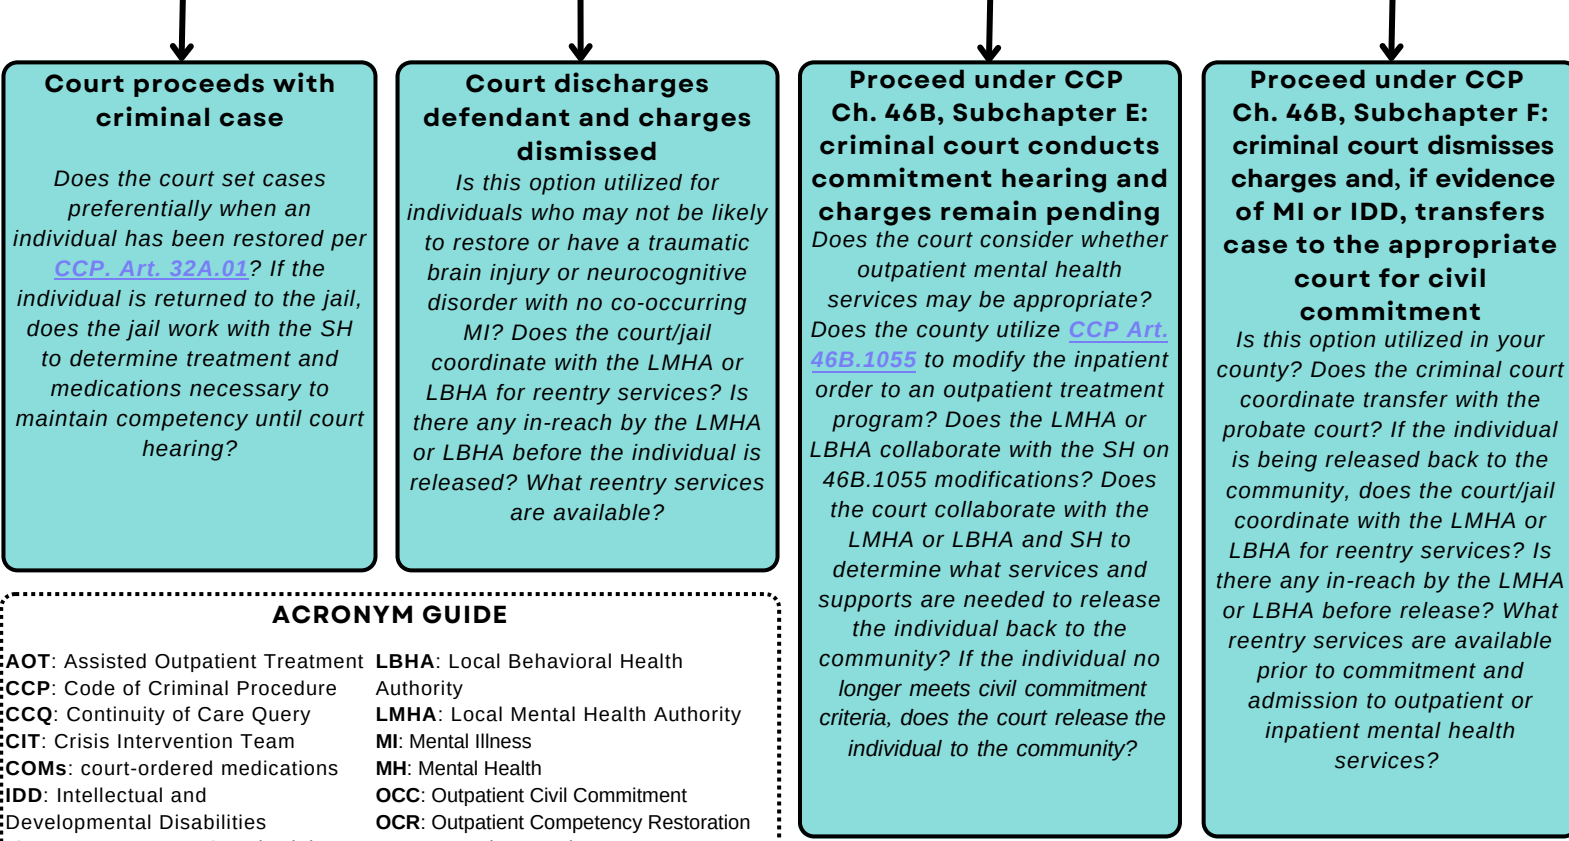 Court proceeds with
criminal case
Does the court set cases
preferentially when an
individual has been restored per
CCP. Art. 32A.01? If the
individual is returned to the jail,
does the jail work with the SH
to determine treatment and
medications necessary to
maintain competency until court
hearing?
Court discharges
defendant and charges
dismissed
Is this option utilized for
individuals who may not be likely
to restore or have a traumatic
brain injury or neurocognitive
disorder with no co-occurring
MI? Does the court/jail
coordinate with the LMHA or
LBHA for reentry services? Is
there any in-reach by the LMHA
or LBHA before the individual is
released? What reentry services
are available?
Proceed under CCP
Ch. 46B, Subchapter E:
criminal court conducts
commitment hearing and
charges remain pending
Does the court consider whether
outpatient mental health
services may be appropriate?
Does the county utilize CCP Art.
46B.1055 to modify the inpatient
order to an outpatient treatment
program? Does the LMHA or
LBHA collaborate with the SH on
46B.1055 modifications? Does
the court collaborate with the
LMHA or LBHA and SH to
determine what services and
supports are needed to release
the individual back to the
community? If the individual no
longer meets civil commitment
criteria, does the court release the
individual to the community?
Proceed under CCP
Ch. 46B, Subchapter F:
criminal court dismisses
charges and, if evidence
of MI or IDD, transfers
case to the appropriate
court for civil
commitment
Is this option utilized in your
county? Does the criminal court
coordinate transfer with the
probate court? If the individual
is being released back to the
community, does the court/jail
coordinate with the LMHA or
LBHA for reentry services? Is
there any in-reach by the LMHA
or LBHA before release? What
reentry services are available
prior to commitment and
admission to outpatient or
inpatient mental health
services?
ACRONYM GUIDE
AOT: Assisted Outpatient Treatment
CCP: Code of Criminal Procedure
CCQ: Continuity of Care Query
CIT: Crisis Intervention Team
COMs: court-ordered medications
IDD: Intellectual and
Developmental Disabilities
LBHA: Local Behavioral Health
Authority
LMHA: Local Mental Health Authority
MI: Mental Illness
MH: Mental Health
OCC: Outpatient Civil Commitment
OCR: Outpatient Competency Restoration